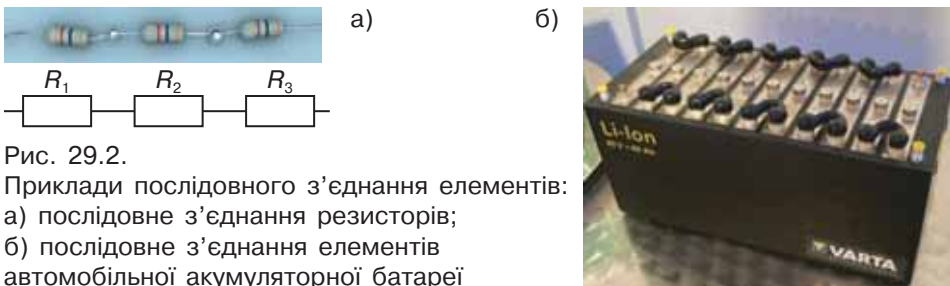 а)
б)
R1 R2 R3
Рис. 29.2.
Приклади послідовного з’єднання елементів:
а) послідовне з’єднання резисторів;
б) послідовне з’єднання елементів
автомобільної акумуляторної батареї
Li-Ion
VARTA